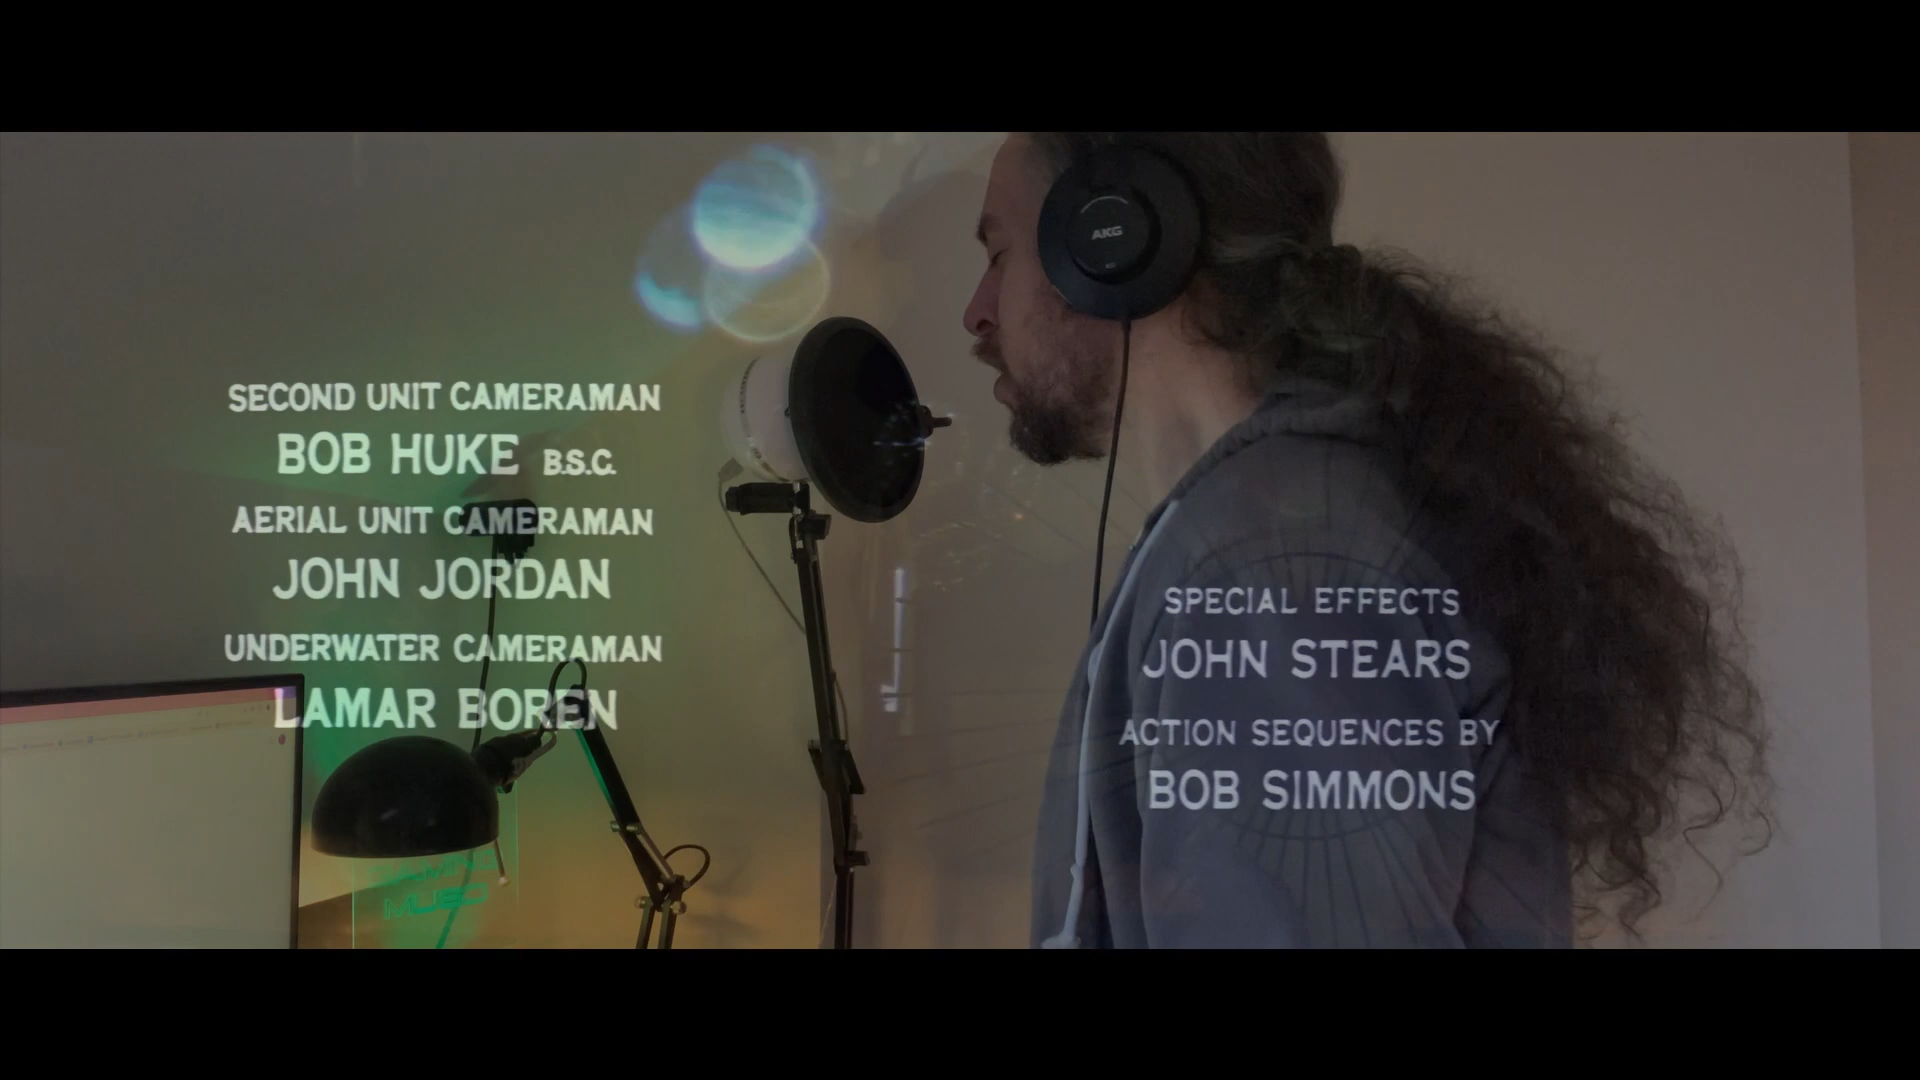 AKG
SECOND UNIT CAMERAMAN
BOB HUKE B.S.C.
AERIAL UNIT CAMERAMAN
JOHN JORDAN
UNDERWATER CAMERAMAN
LAMAR BOREN
SPECIAL EFFECTS
JOHN STEARS
ACTION SEQUENCES BY
BOB SIMMONS